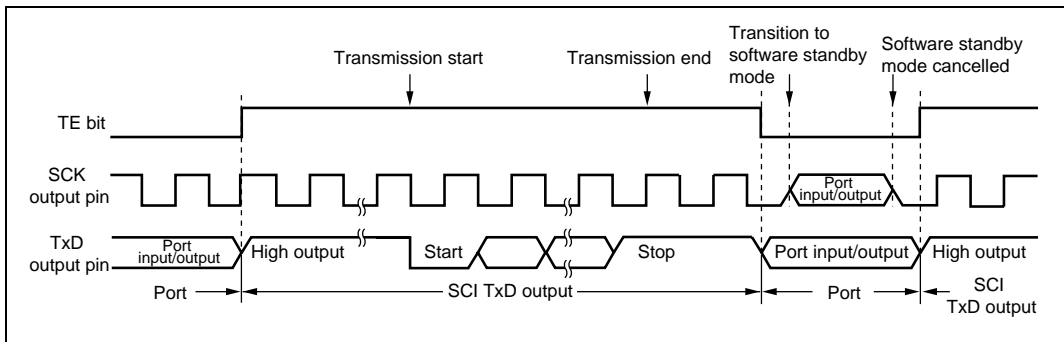 Transition to
software standby
mode
Software standby
mode cancelled
Transmission start
Transmission end
TE bit
SCK
output pin
Port
input/output
TxD
output pin
Port
input/output
High output
Start
Stop
Port input/output
High output
Port
SCI TxD output
Port
SCI
TxD output